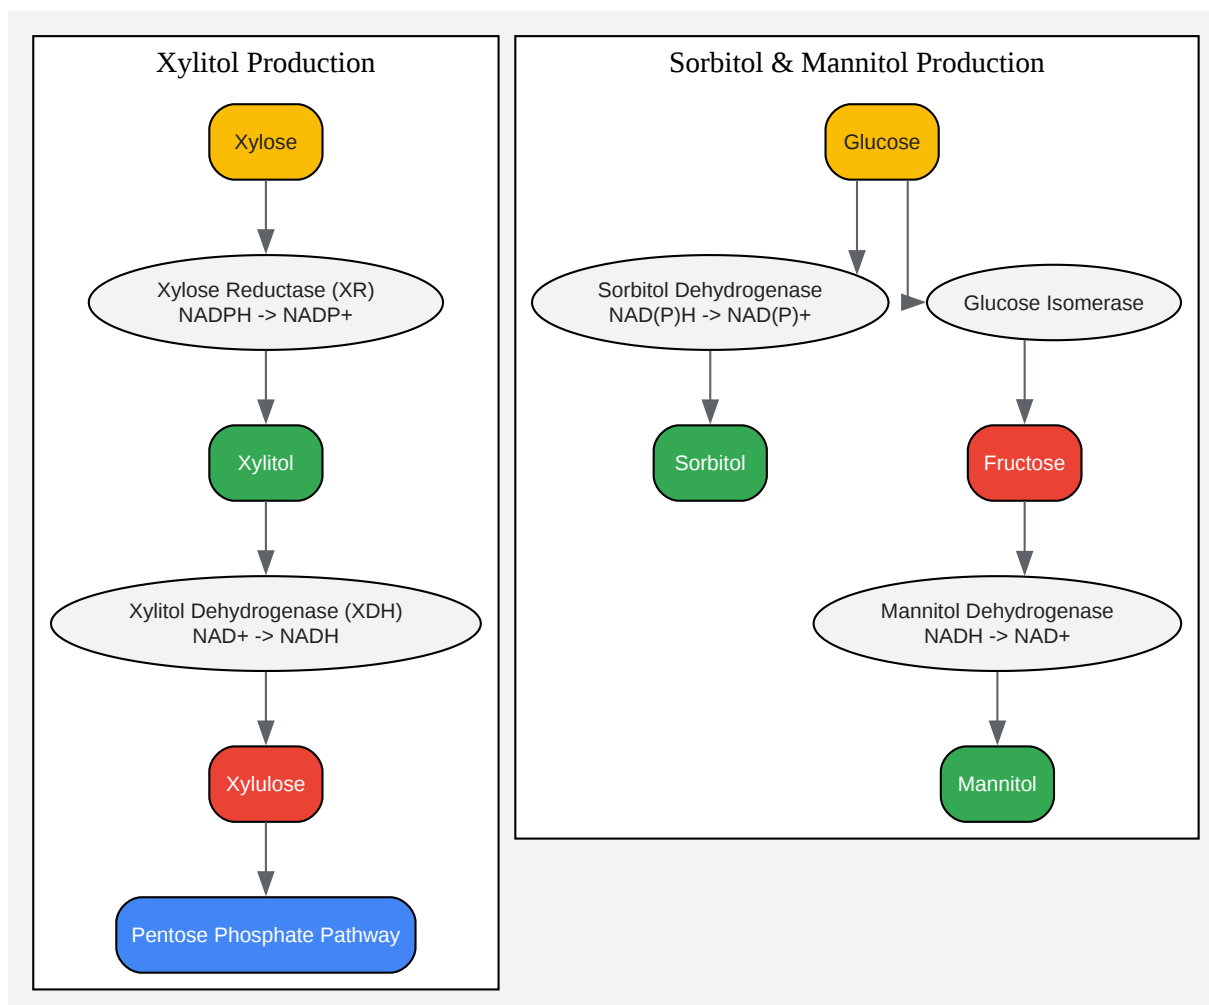 Xylitol Production
Xylose
Xylose Reductase (XR)
NADPH -> NADP+
Xylitol
Xylitol Dehydrogenase (XDH)
NAD+ -> NADH
Xylulose
Pentose Phosphate Pathway
Sorbitol & Mannitol Production
Glucose
Sorbitol Dehydrogenase
NAD(P)H -> NAD(P)+
Glucose Isomerase
Sorbitol
Fructose
Mannitol Dehydrogenase
NADH -> NAD+
Mannitol